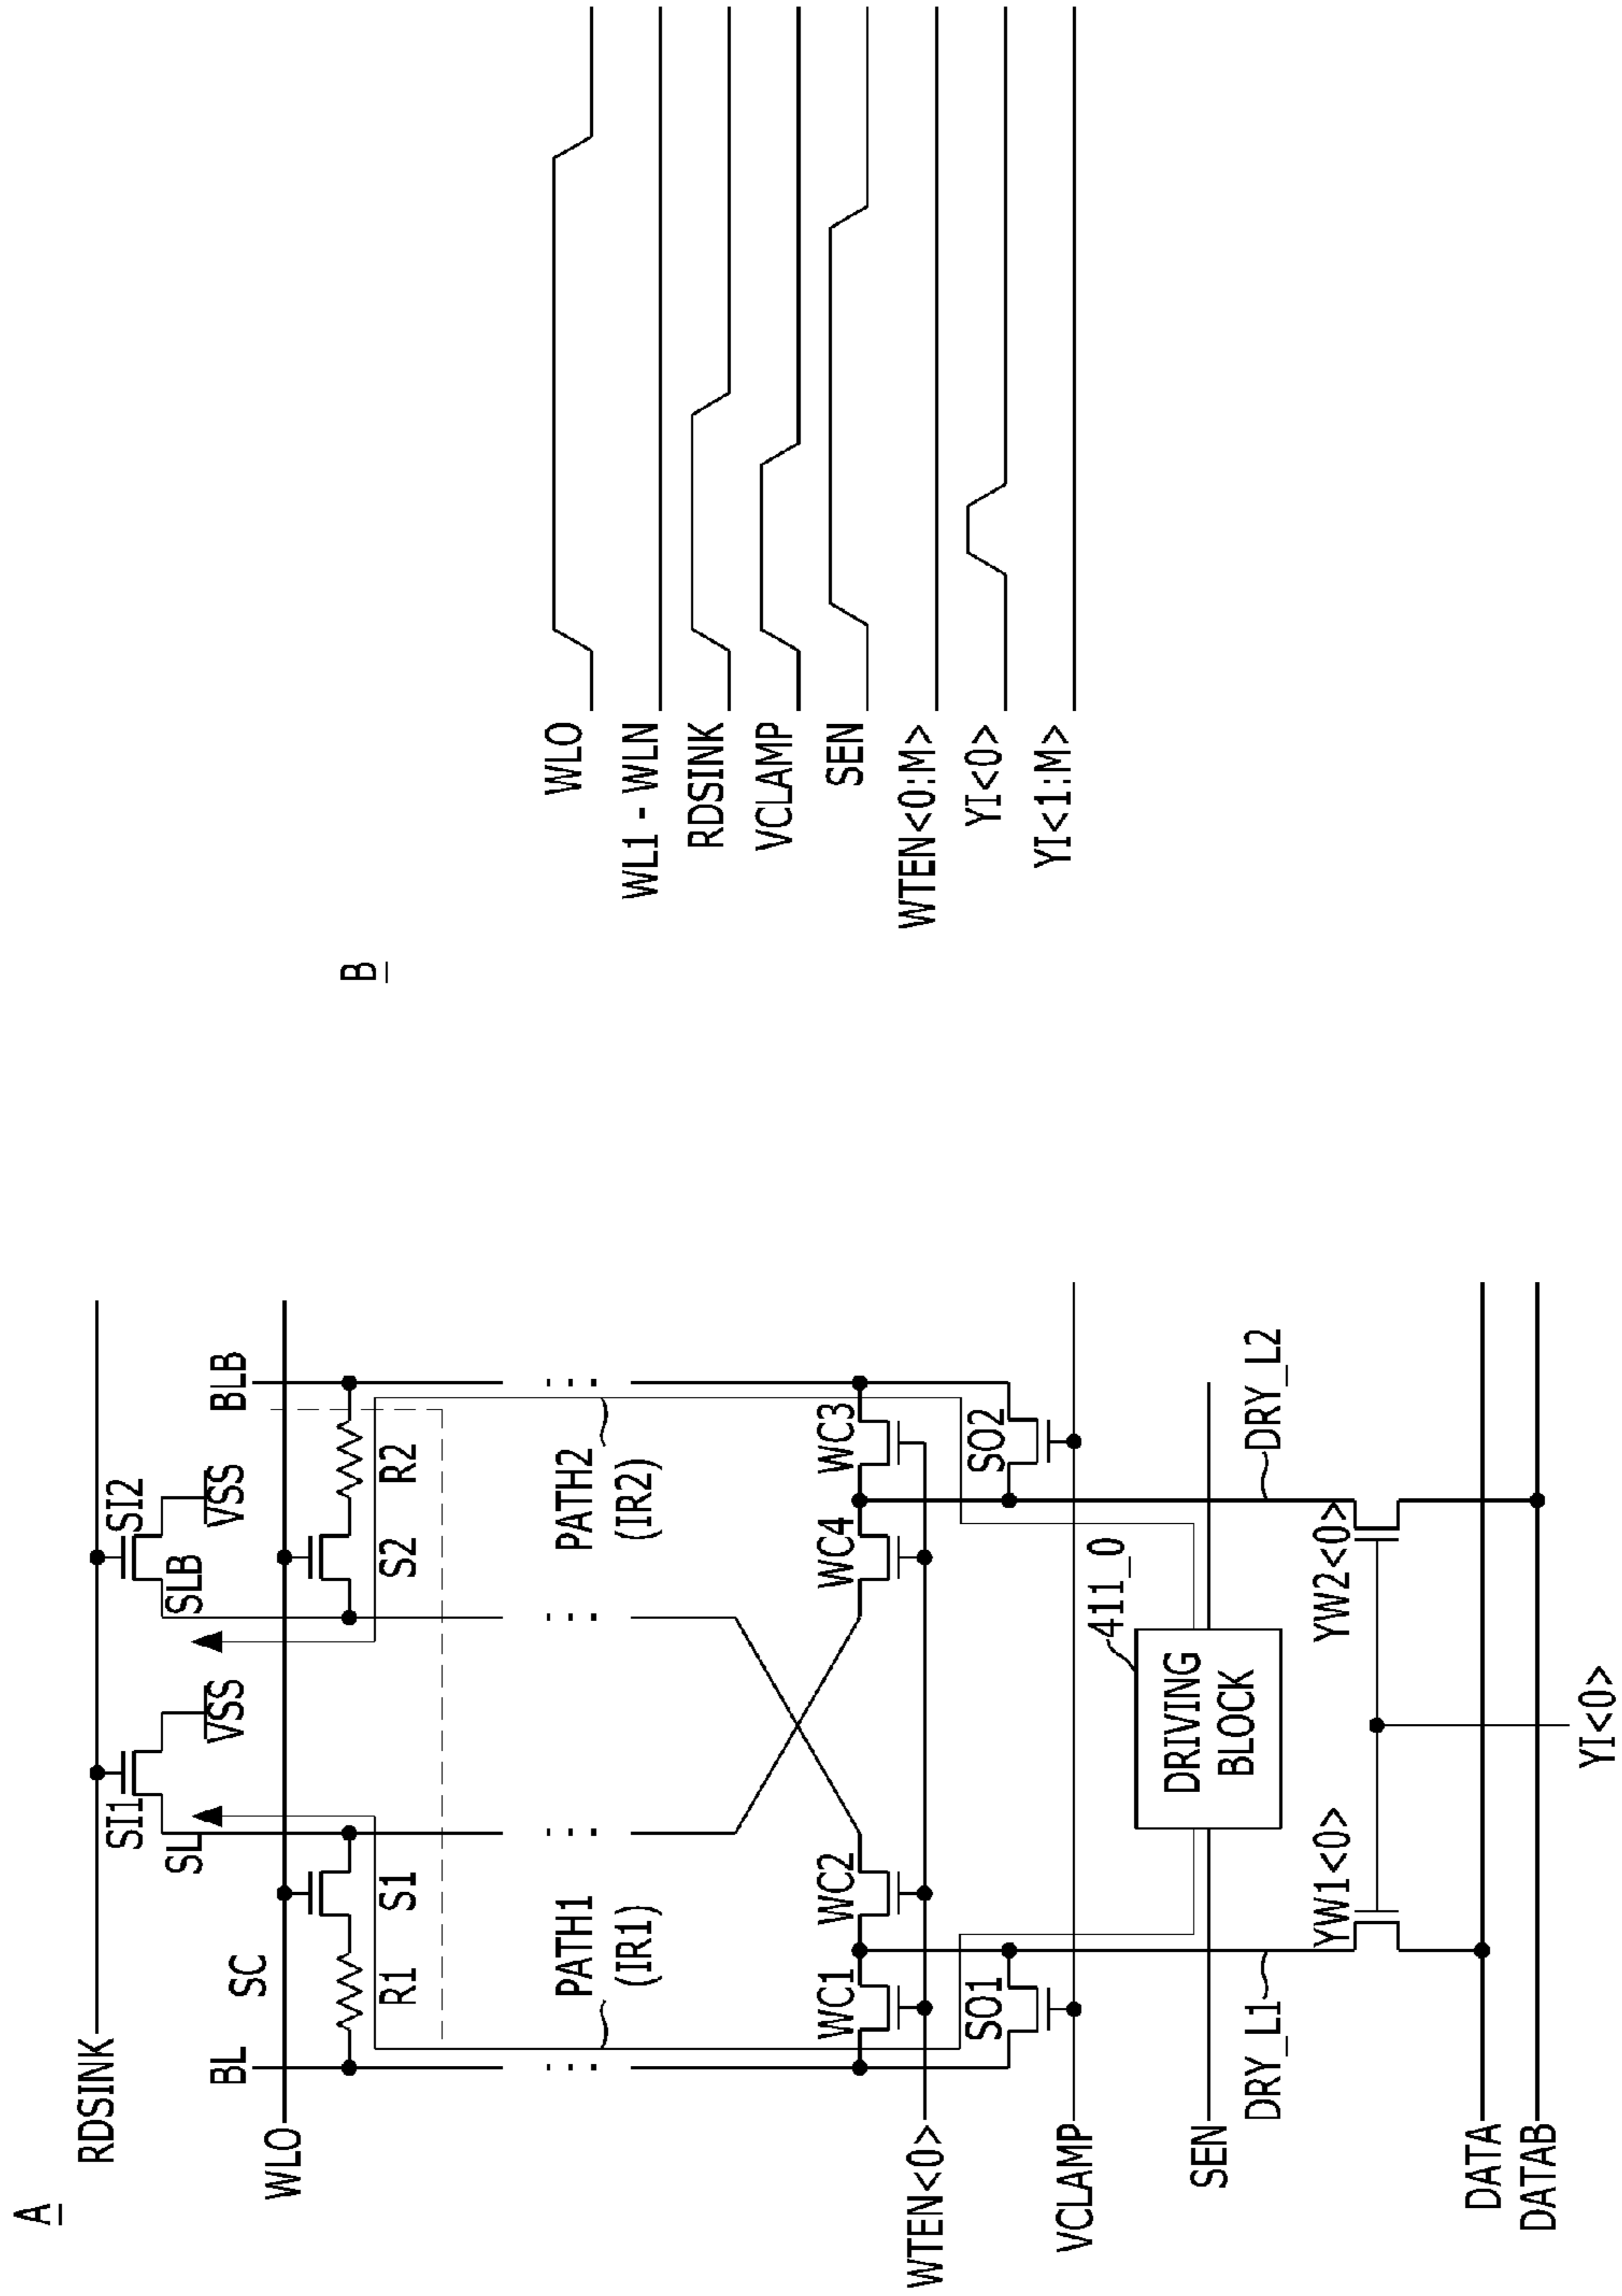 A
RDSINK
SI1
SI2
VSS
VSS
SL
SLB
BL
SC
BLB
WLO
R1
S1
S2
R2
PATH1
(IR1)
PATH2
(IR2)
WC1
WC2
WC4
WC3
WTEN<0>
SO1
SO2
VCLAMP
411_0
SEN
DRIVING
BLOCK
DRY_L1
DRY_L2
YW1<0>
YW2<0>
DATA
DATAB
YI<0>
B
WLO
WL1 - WLN
RDSINK
VCLAMP
SEN
WTEN<0:M>
YI<0>
YI<1:M>